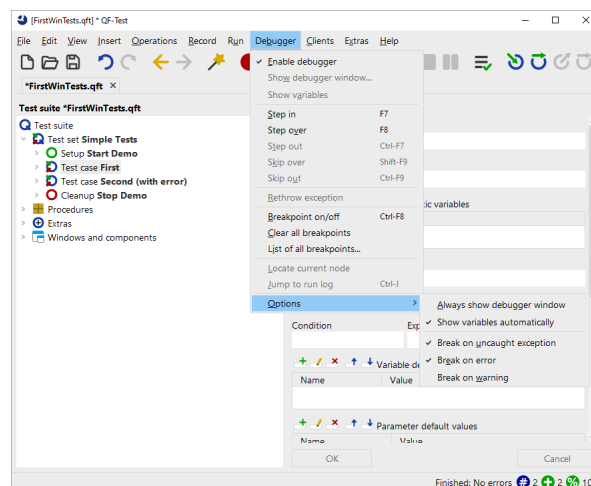 [FirstWinTests.qft] * QF-Test
File Edit View Insert Operations Record Run Debugger Clients Extras Help
*FirstWinTests.qft ×
Test suite *FirstWinTests.qft
Test suite
Test set Simple Tests
Setup Start Demo
Test case First
Test case Second (with error)
Cleanup Stop Demo
Procedures
Extras
Windows and components
Enable debugger
Show debugger window...
Show variables
Step in F7
Step over F8
Step out Ctrl-F7
Skip over Shift-F9
Skip out Ctrl-F9
Rethrow exception
Breakpoint on/off Ctrl-F8
Clear all breakpoints
List of all breakpoints...
Locate current node
Jump to run log Ctrl-J
Options
Always show debugger window
Show variables automatically
Break on uncaught exception
Break on error
Break on warning
tic variables
Condition Exp
Variable de
Name Value
Parameter default values
Name Value
OK Cancel
Finished: No errors # 2 + 2 % 10